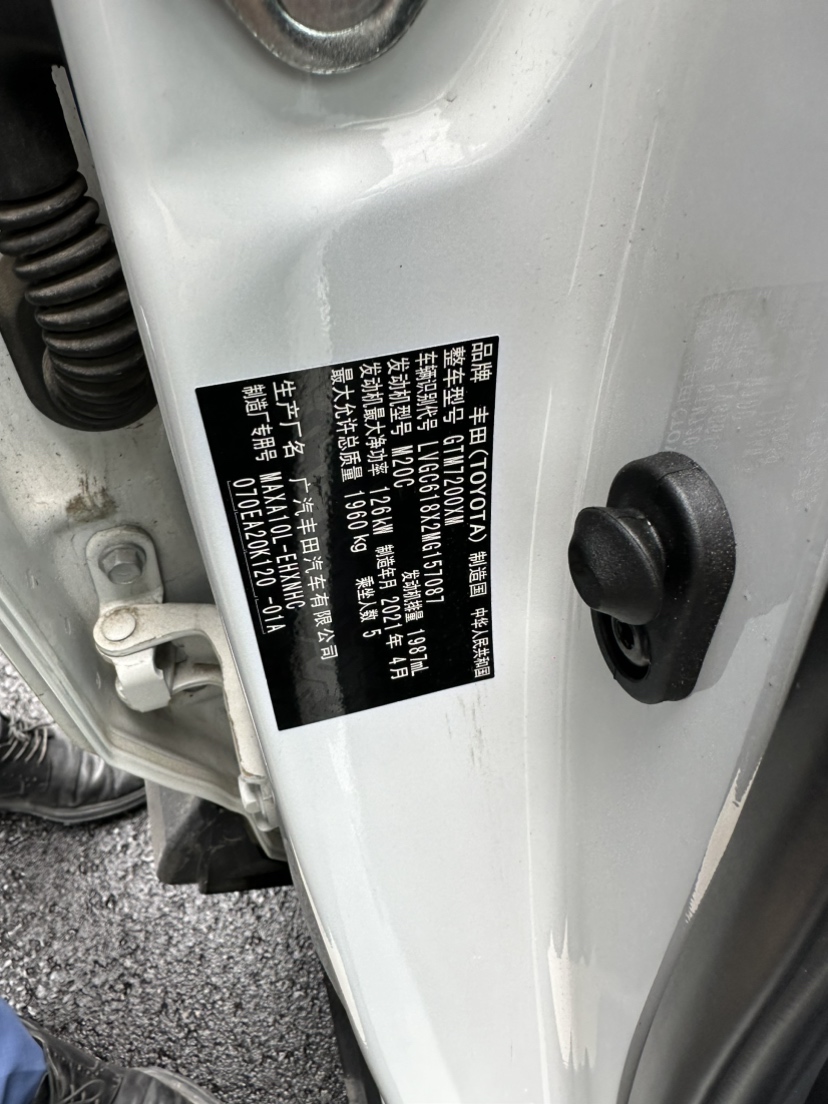 品牌 丰田(TOYOTA) 制造国 中华人民共和国
整车型号 GTM7200XM
车辆识别代号 LVGC618X2MG157087
发动机型号 M20C 发动机排量 1987mL
发动机最大净功率 126kW 制造年月 2021年 4月
最大允许总质量 1960kg 乘坐人数 5
生产厂名 广汽丰田汽车有限公司
制造厂专用号 MAXA10L-EHXNHC
070EA20K120 -01A